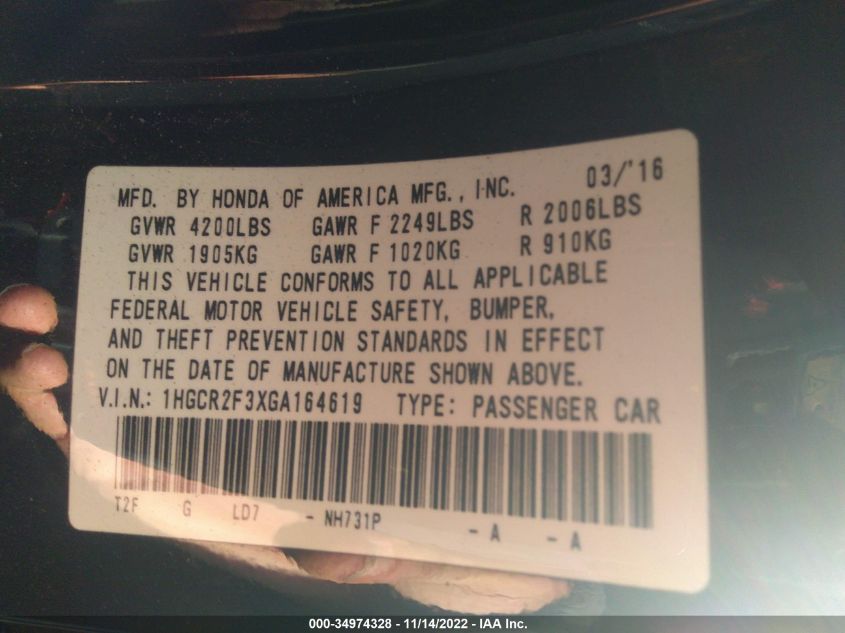 MFD. BY HONDA OF AMERICA MFG., INC. 03/'16
GVWR 4200LBS GAWR F 2249LBS R 2006LBS
GVWR 1905KG GAWR F 1020KG R 910KG
THIS VEHICLE CONFORMS TO ALL APPLICABLE
FEDERAL MOTOR VEHICLE SAFETY, BUMPER,
AND THEFT PREVENTION STANDARDS IN EFFECT
ON THE DATE OF MANUFACTURE SHOWN ABOVE.
V.I.N.: 1HGCR2F3XGA164619 TYPE: PASSENGER CAR
T2F G LD7 - NH731P - A - A
000-34974328 - 11/14/2022 - IAA Inc.